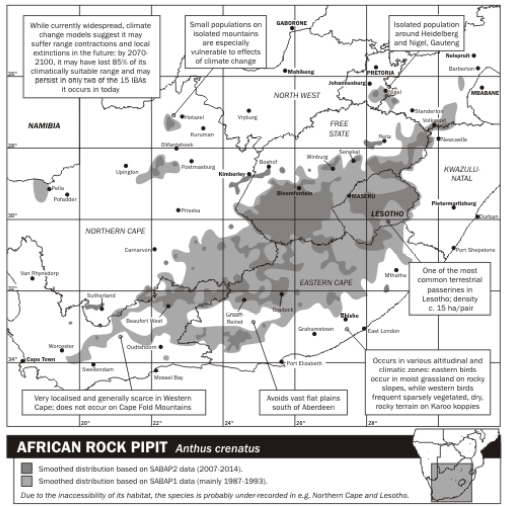 While currently widespread, climate
change models suggest it may
suffer range contractions and local
extinctions in the future: by 2070-
2100, it may have lost 85% of its
climatically suitable range and may
persist in only two of the 15 IBAs
it occurs in today
Small populations on
isolated mountains
are especially
vulnerable to effects
of climate change
GABORONE
Isolated population
around Heidelberg
and Nigel, Gauteng
Nelspruit
Barberton
Mahikeng
PRETORIA
Johannesburg
MBABANE
NORTH WEST
Nigel
Standerton
Hotazel
Vryburg
NAMIBIA
Kuruman
FREE
STATE
Volksrust
Newcastle
Reitz
28°
Dibeng
Postmasburg
Boshof
Winburg
Senekal
Upington
Kimberley
KWAZULU-
NATAL
Pella
Pofadder
Bloemfontein
MASERU
Pietermaritzburg
Prieska
LESOTHO
Durban
30°
NORTHERN CAPE
Carnarvon
Port Shepstone
Van Rhynsdorp
EASTERN CAPE
Mthatha
32°
Sutherland
One of the most
common terrestrial
passerines in
Lesotho; density
c. 15 ha/pair
Beaufort West
Graaff
Reinet
Cradock
Bhisho
Grahamstown
East London
Worcester
Oudtshoorn
34°
Cape Town
Swellendam
Mossel Bay
Port Elizabeth
Occurs in various altitudinal and
climatic zones: eastern birds
occur in moist grassland on rocky
slopes, while western birds
frequent sparsely vegetated, dry,
rocky terrain on Karoo koppies
Very localised and generally scarce in Western
Cape; does not occur on Cape Fold Mountains
Avoids vast flat plains
south of Aberdeen
20° 22° 24° 26° 28°
AFRICAN ROCK PIPIT Anthus crenatus
Smoothed distribution based on SABAP2 data (2007-2014).
Smoothed distribution based on SABAP1 data (mainly 1987-1993).
Due to the inaccessibility of its habitat, the species is probably under-recorded in e.g. Northern Cape and Lesotho.